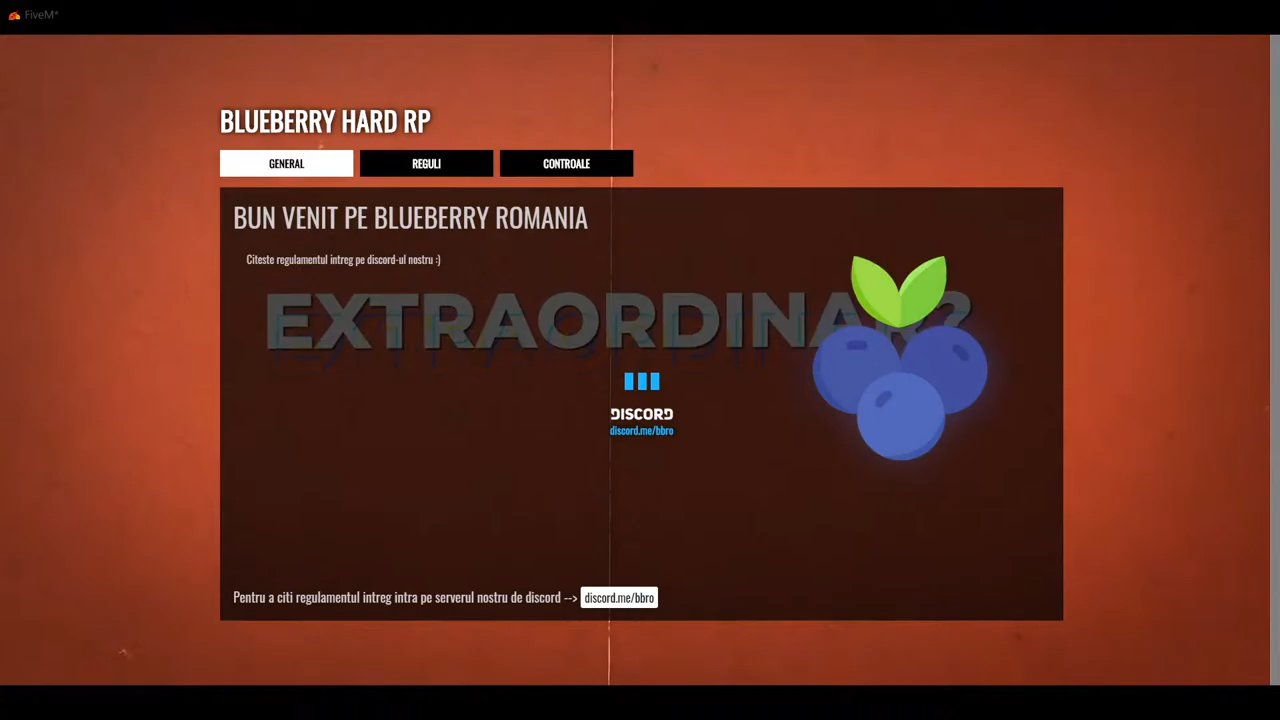 FiveM*
BLUEBERRY HARD RP
GENERAL
REGULI
CONTROALE
BUN VENIT PE BLUEBERRY ROMANIA
Citeste regulamentul intreg pe discord-ul nostru :)
EXTRAORDINAR?
DISCORD
discord.me/bbro
Pentru a citi regulamentul intreg intra pe serverul nostru de discord --> discord.me/bbro